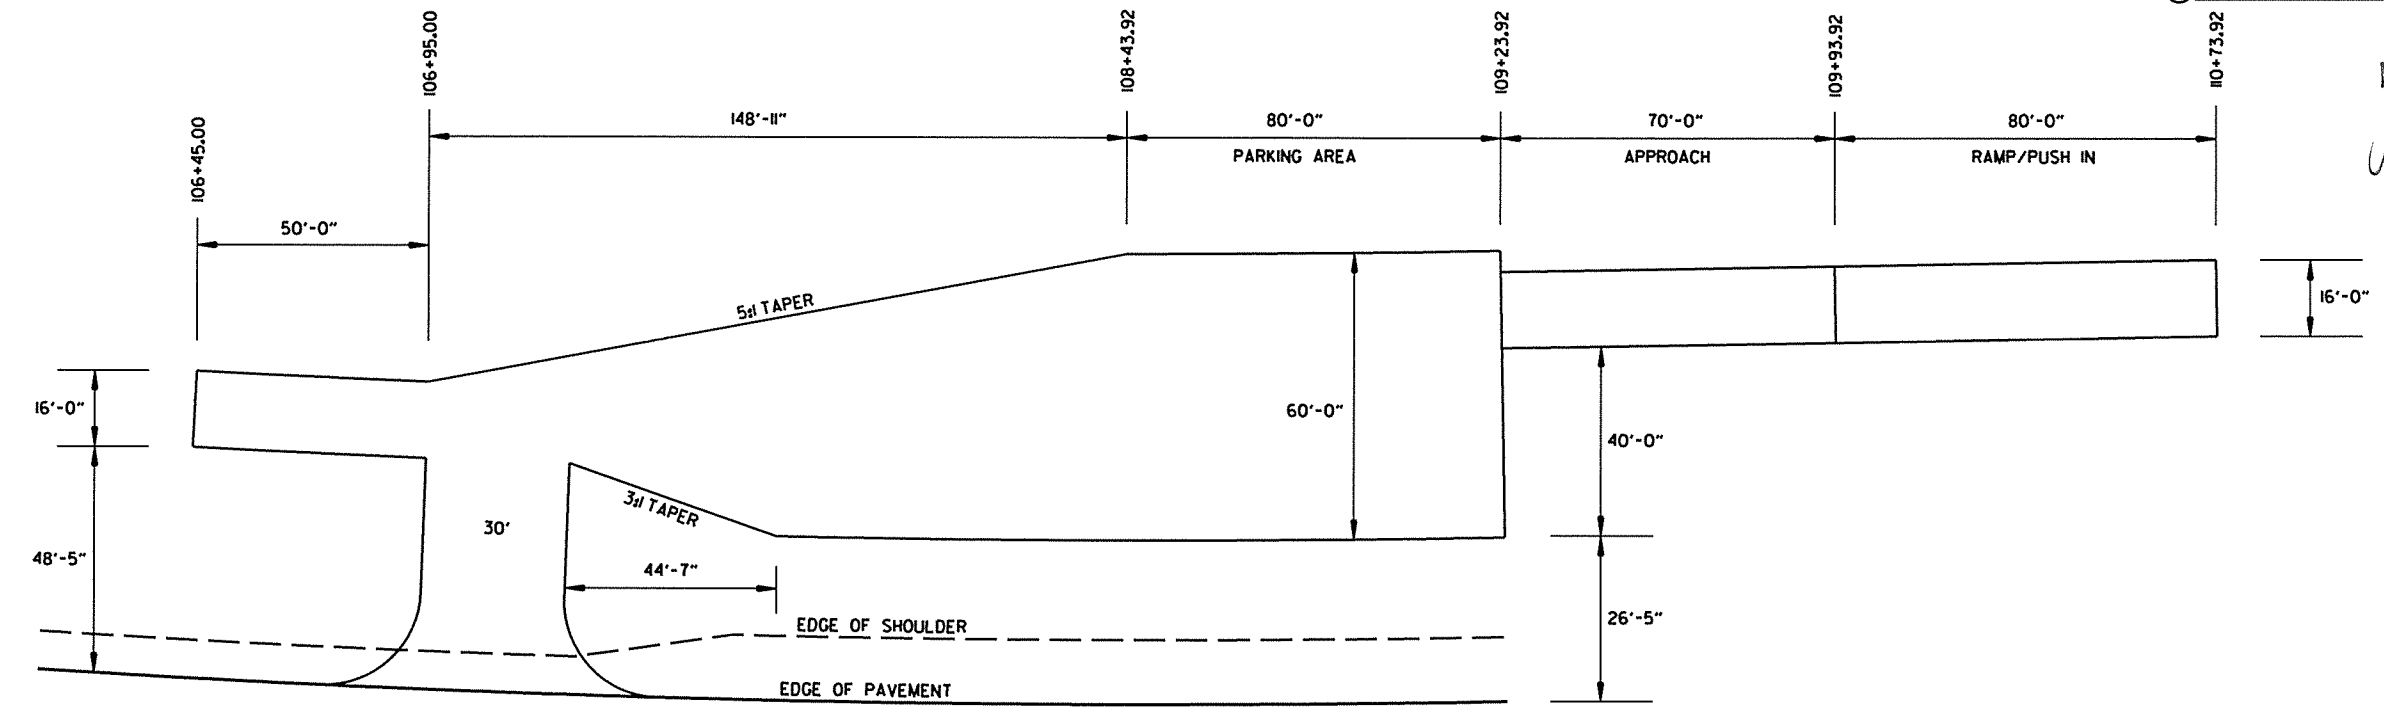 106+45.00
106+95.00
108+43.92
109+23.92
109+93.92
110+73.92
148'-11"
80'-0"
70'-0"
80'-0"
PARKING AREA
APPROACH
RAMP/PUSH IN
50'-0"
5:1 TAPER
16'-0"
16'-0"
60'-0"
40'-0"
3:1 TAPER
30'
48'-5"
44'-7"
26'-5"
EDGE OF SHOULDER
EDGE OF PAVEMENT